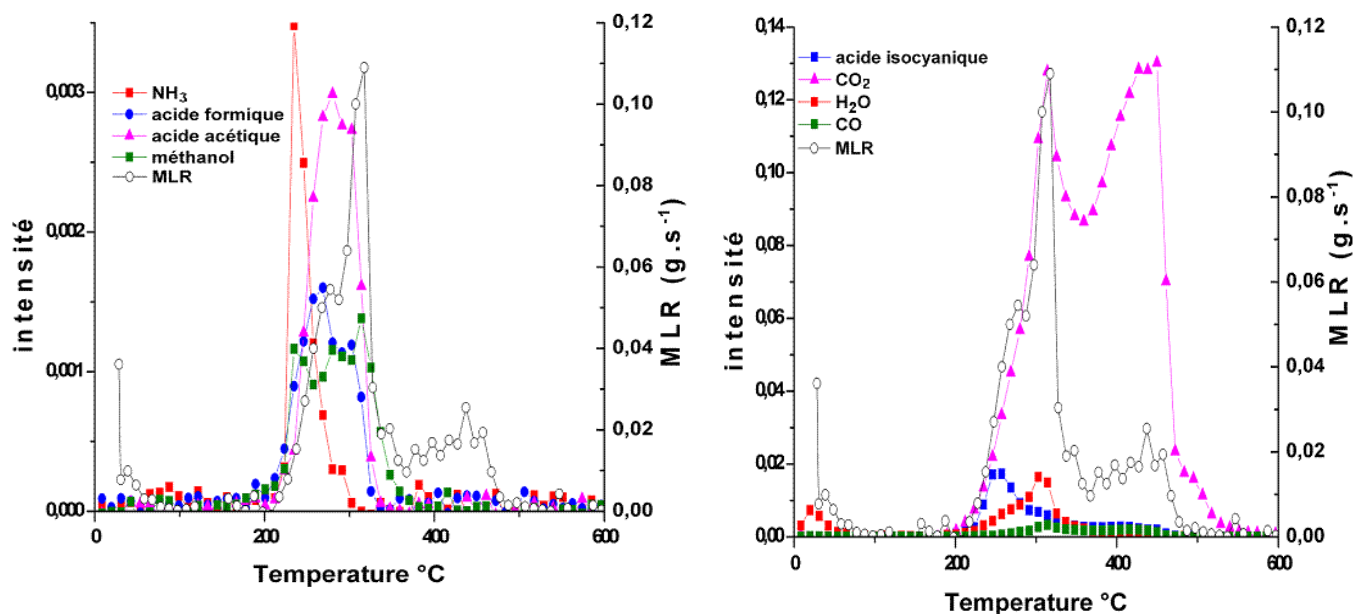 0,003
0,002
0,001
0,000
intensité
NH3
acide formique
acide acétique
méthanol
MLR
0,12
0,10
0,08
0,06
0,04
0,02
0,00
MLR (g.s-1)
0 200 400 600
Temperature °C
0,14
0,12
0,10
0,08
0,06
0,04
0,02
0,00
intensité
acide isocyanique
CO2
H2O
CO
MLR
0,12
0,10
0,08
0,06
0,04
0,02
0,00
MLR (g.s-1)
0 200 400 600
Temperature °C